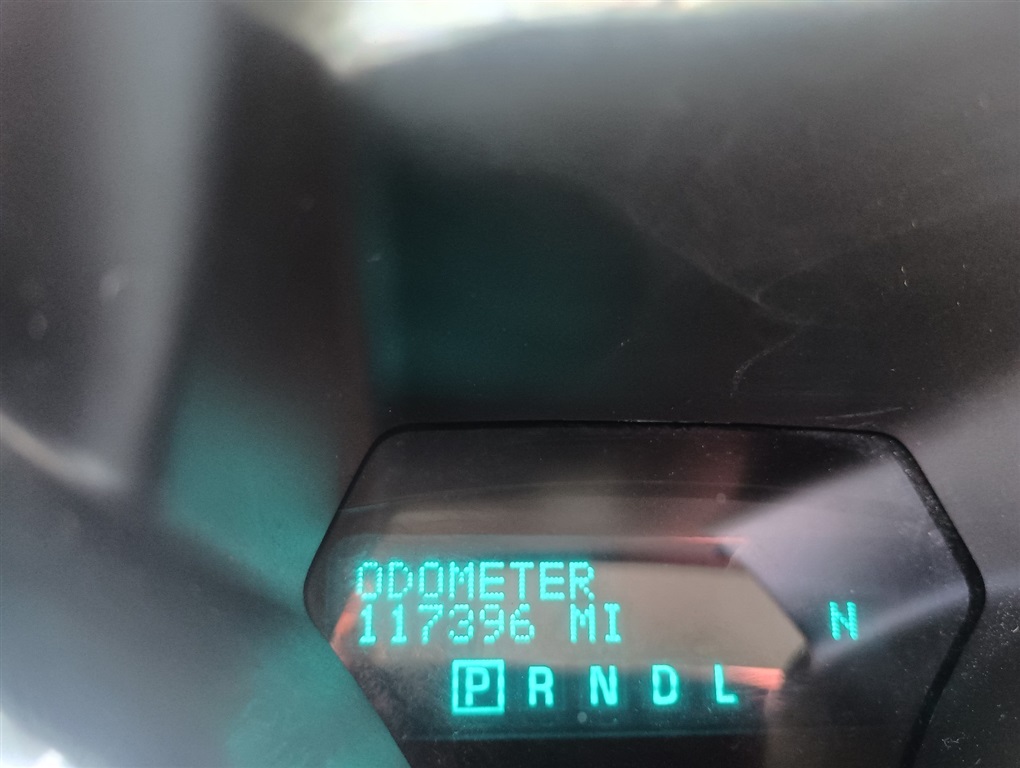 ODOMETER
117396 MI
N
P R N D L